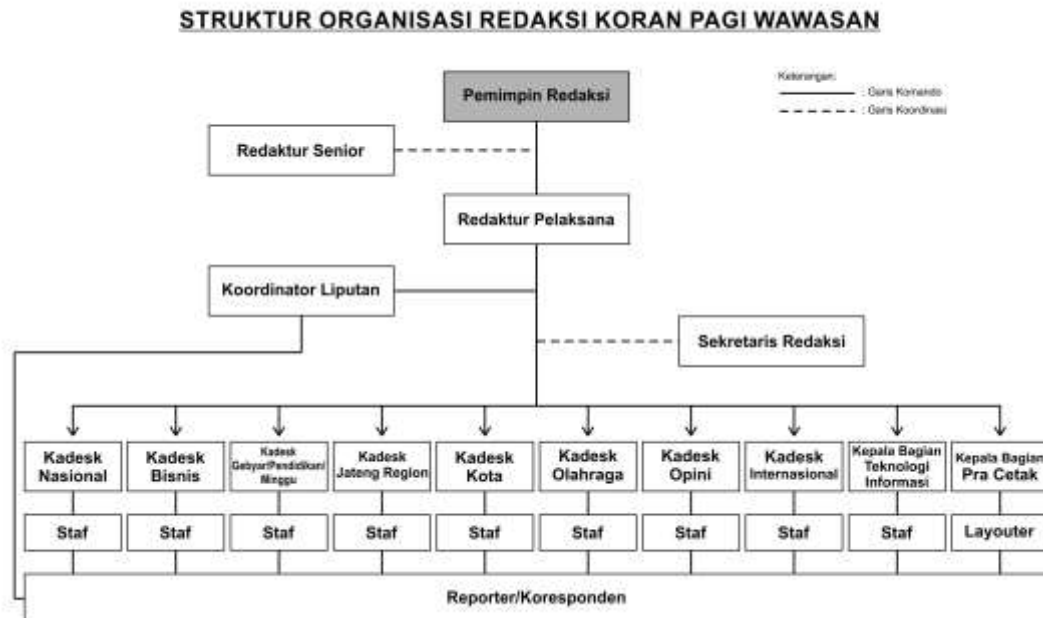 STRUKTUR ORGANISASI REDAKSI KORAN PAGI WAWASAN
Keterangan:
: Garis Komando
: Garis Koordinasi
Pemimpin Redaksi
Redaktur Senior
Redaktur Pelaksana
Koordinator Liputan
Sekretaris Redaksi
Kadesk
Nasional
Kadesk
Bisnis
Kadesk
Gebyar/Pendidikan/
Minggu
Kadesk
Jateng Region
Kadesk
Kota
Kadesk
Olahraga
Kadesk
Opini
Kadesk
Internasional
Kepala Bagian
Teknologi
Informasi
Kepala Bagian
Pra Cetak
Staf
Staf
Staf
Staf
Staf
Staf
Staf
Staf
Staf
Layouter
Reporter/Koresponden